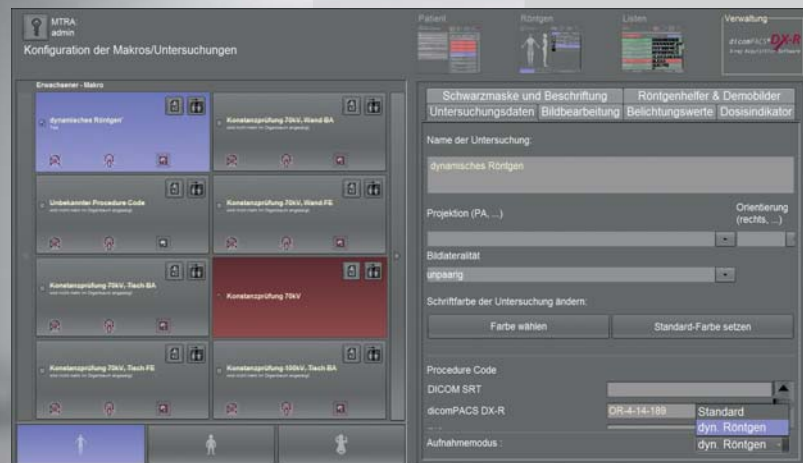 MTRA:
admin
Konfiguration der Makros/Untersuchungen
Patient
Röntgen
Listen
Verwaltung
dicomPACS® DX-R
Erwachsener - Makro
dynamisches Röntgen'
Konstanzprüfung 70kV, Wand BA
Unbekannter Procedure Code
Konstanzprüfung 70kV, Wand FE
Konstanzprüfung 70kV, Tisch BA
Konstanzprüfung 70kV
Konstanzprüfung 70kV, Tisch FE
Konstanzprüfung 100kV, Tisch BA
Schwarzmaske und Beschriftung
Röntgenhelfer & Demobilder
Untersuchungsdaten
Bildbearbeitung
Belichtungswerte
Dosisindikator
Name der Untersuchung:
dynamisches Röntgen
Projektion (PA, ...)
Orientierung
(rechts, ...)
Bildlateralität
unpaarig
Schriftfarbe der Untersuchung ändern:
Farbe wählen
Standard-Farbe setzen
Procedure Code
DICOM SRT
dicomPACS DX-R
OR-4-14-189
Standard
dyn. Röntgen
Aufnahmemodus :
dyn. Röntgen